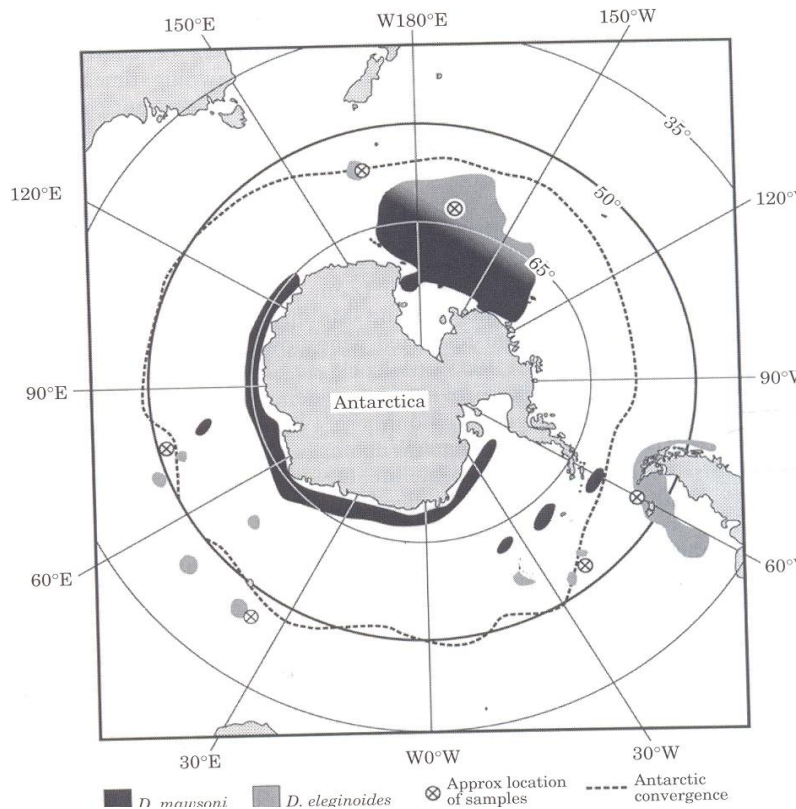 150°E
W180°E
150°W
35°
120°E
50°
120°W
65°
90°E
90°W
Antarctica
60°E
60°W
30°E
W0°W
30°W
D. mawsoni
D. eleginoides
Approx location
of samples
Antarctic
convergence